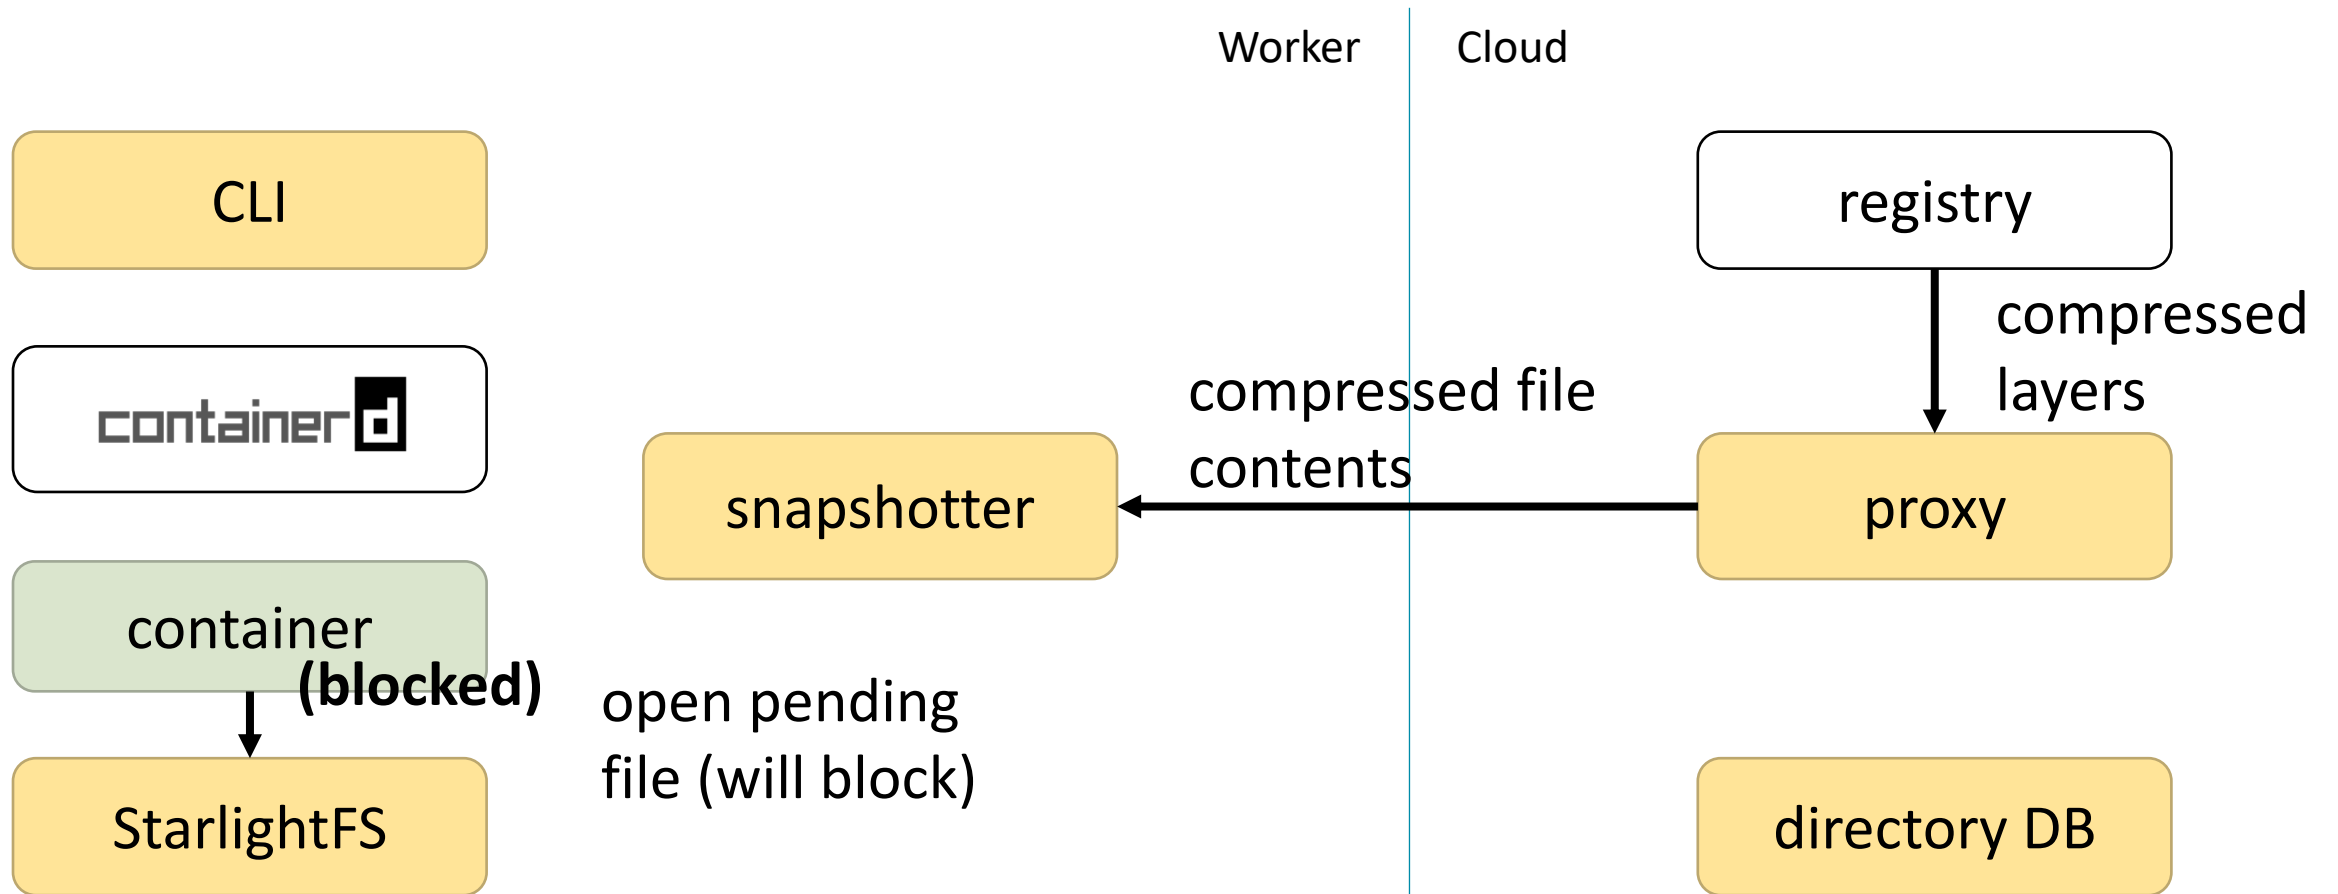 Worker
Cloud
CLI
registry
compressed
layers
containerd
compressed file
contents
snapshotter
proxy
container
(blocked)
open pending
file (will block)
StarlightFS
directory DB